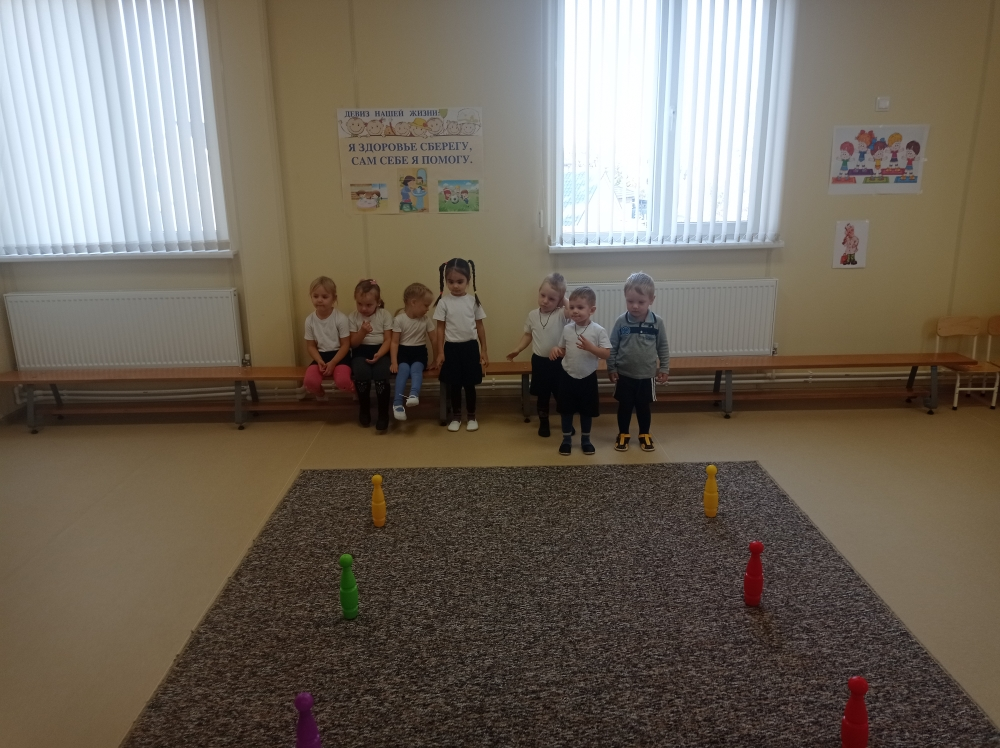 ДЕВИЗ НАШЕЙ ЖИЗНИ:
Я ЗДОРОВЬЕ СБЕРЕГУ,
САМ СЕБЕ Я ПОМОГУ.